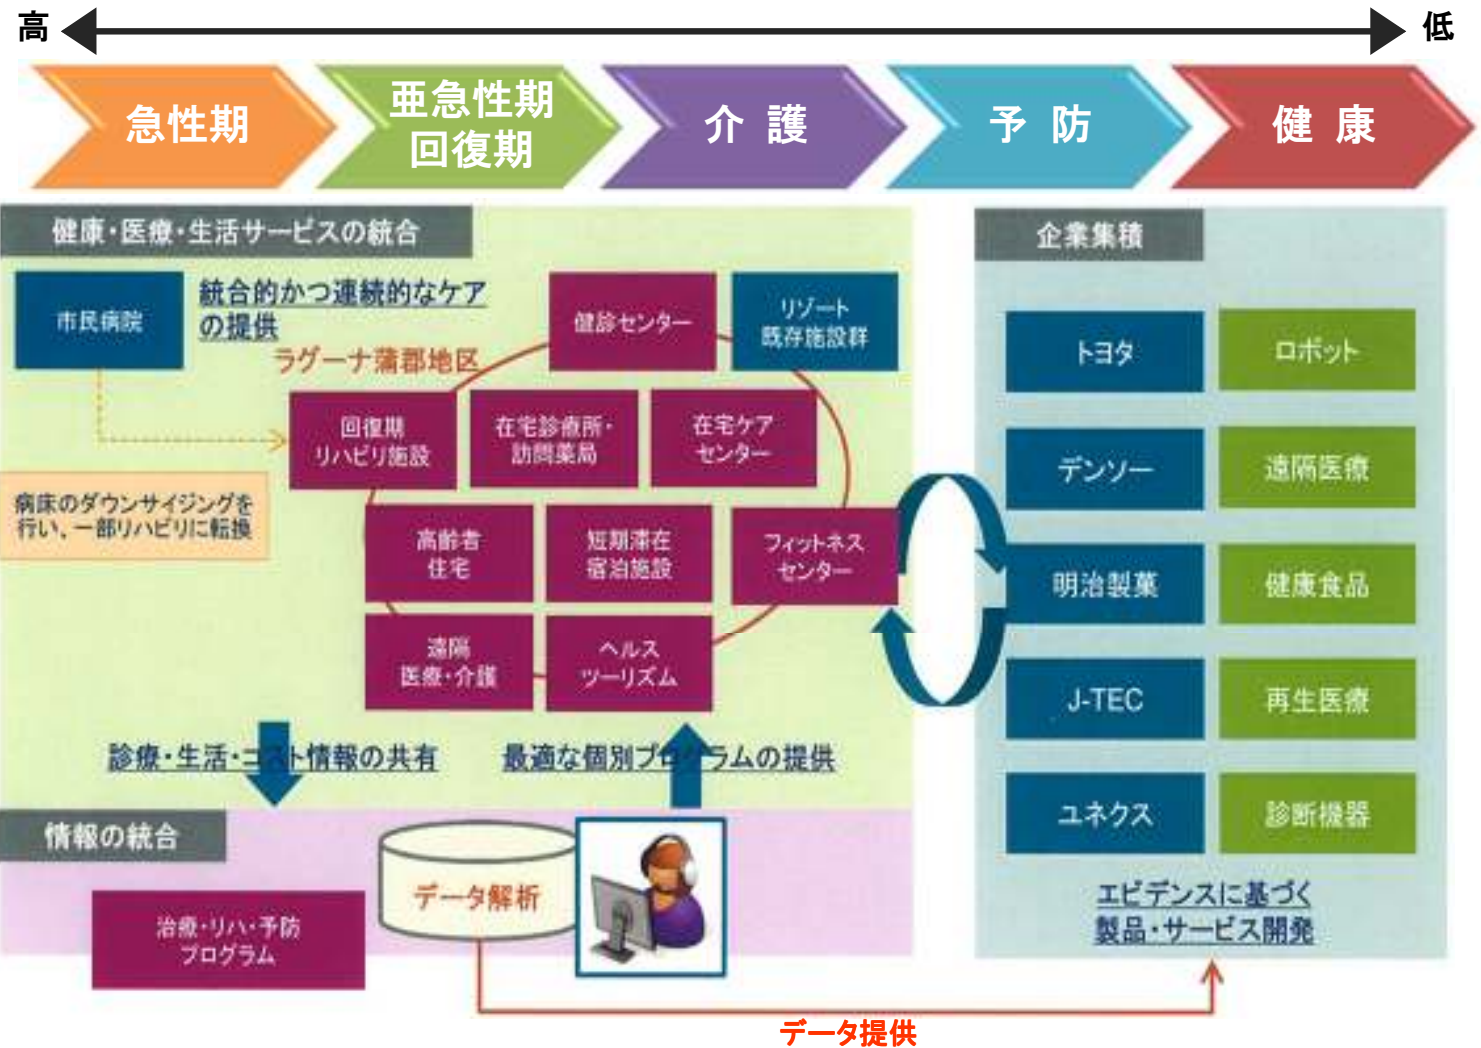 高
低
急性期
亜急性期
回復期
介 護
予 防
健 康
健康・医療・生活サービスの統合
市民病院
統合的かつ連続的なケア
の提供
ラグーナ蒲郡地区
健診センター
リゾート
既存施設群
回復期
リハビリ施設
在宅診療所・
訪問薬局
在宅ケア
センター
病床のダウンサイジングを
行い、一部リハビリに転換
高齢者
住宅
短期滞在
宿泊施設
フィットネス
センター
遠隔
医療・介護
ヘルス
ツーリズム
診療・生活・コスト情報の共有
最適な個別プログラムの提供
情報の統合
治療・リハ・予防
プログラム
データ解析
企業集積
トヨタ
ロボット
デンソー
遠隔医療
明治製菓
健康食品
J-TEC
再生医療
ユネクス
診断機器
エビデンスに基づく
製品・サービス開発
データ提供